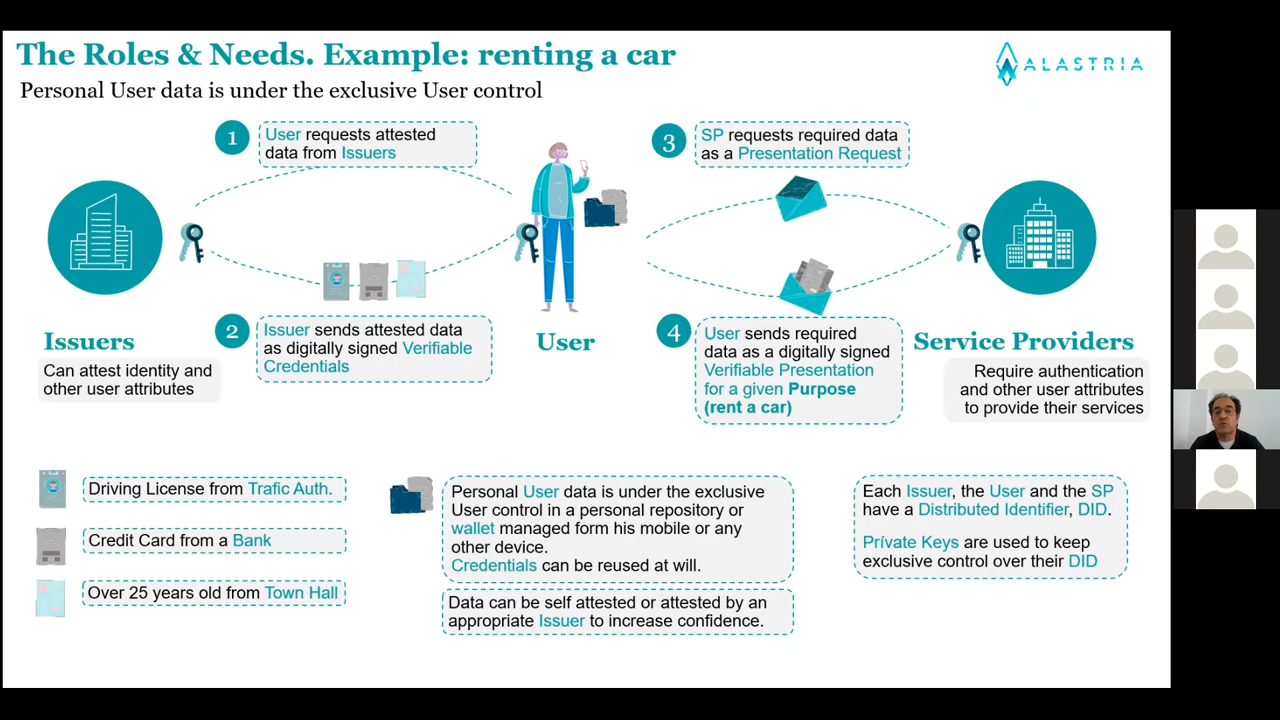 The Roles & Needs. Example: renting a car
ALASTRIA
Personal User data is under the exclusive User control
1
User requests attested
data from Issuers
3
SP requests required data
as a Presentation Request
Issuers
Can attest identity and
other user attributes
2
Issuer sends attested data
as digitally signed Verifiable
Credentials
User
4
User sends required
data as a digitally signed
Verifiable Presentation
for a given Purpose
(rent a car)
Service Providers
Require authentication
and other user attributes
to provide their services
Driving License from Trafic Auth.
Credit Card from a Bank
Over 25 years old from Town Hall
Personal User data is under the exclusive
User control in a personal repository or
wallet managed form his mobile or any
other device.
Credentials can be reused at will.
Data can be self attested or attested by an
appropriate Issuer to increase confidence.
Each Issuer, the User and the SP
have a Distributed Identifier, DID.
Prívate Keys are used to keep
exclusive control over their DID